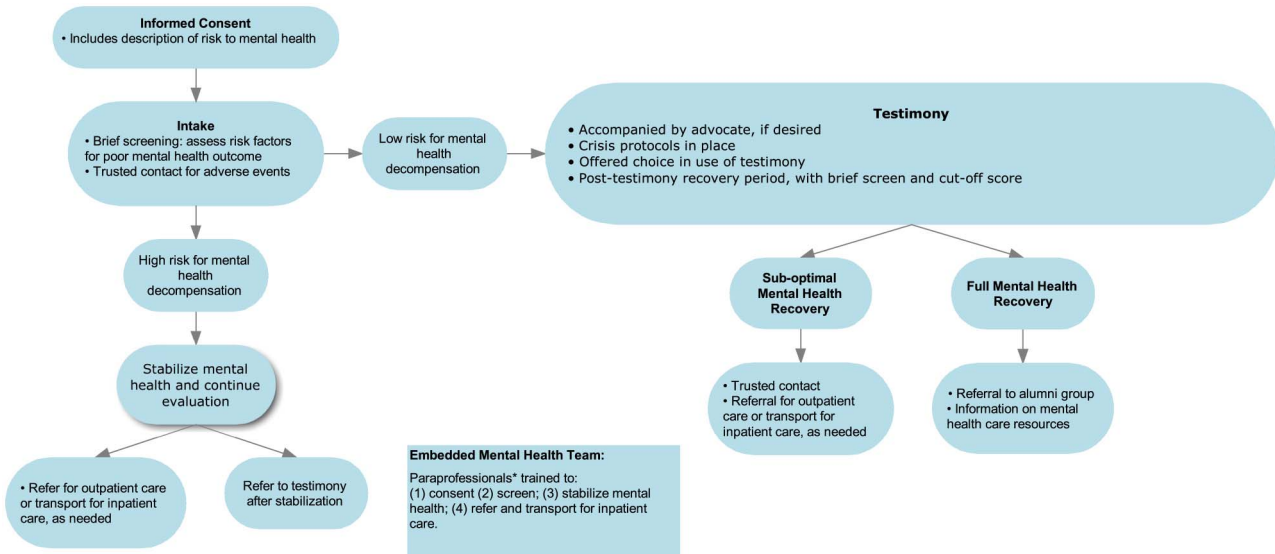 Informed Consent
• Includes description of risk to mental health
Intake
• Brief screening: assess risk factors
for poor mental health outcome
• Trusted contact for adverse events
Low risk for mental
health
decompensation
Testimony
• Accompanied by advocate, if desired
• Crisis protocols in place
• Offered choice in use of testimony
• Post-testimony recovery period, with brief screen and cut-off score
High risk for mental
health
decompensation
Stabilize mental
health and continue
evaluation
• Refer for outpatient care
or transport for inpatient
care, as needed
Refer to testimony
after stabilization
Sub-optimal
Mental Health
Recovery
Full Mental Health
Recovery
• Trusted contact
• Referral for outpatient
care or transport for
inpatient care, as needed
• Referral to alumni group
• Information on mental
health care resources
Embedded Mental Health Team:
Paraprofessionals* trained to:
(1) consent (2) screen; (3) stabilize mental
health; (4) refer and transport for inpatient
care.